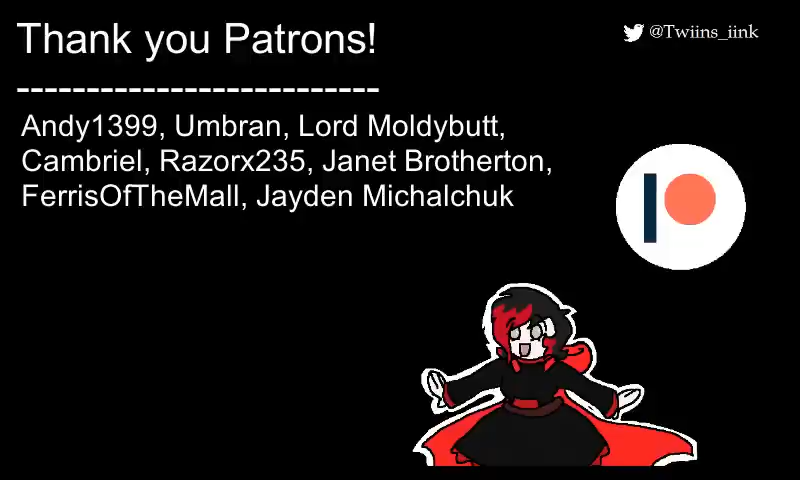 Thank you Patrons!
@Twiins_iink
---------------------------
Andy1399, Umbran, Lord Moldybutt,
Cambriel, Razorx235, Janet Brotherton,
FerrisOfTheMall, Jayden Michalchuk